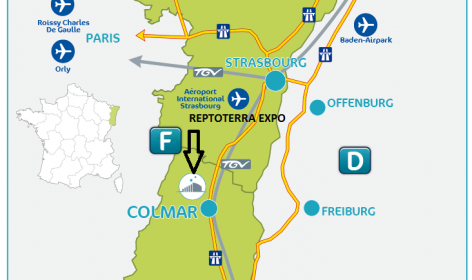 Roissy Charles
De Gaulle
PARIS
Orly
Baden-Airpark
STRASBOURG
TGV
Aéroport
International
Strasbourg
OFFENBURG
REPTOTERRA EXPO
F
D
TGV
COLMAR
FREIBURG